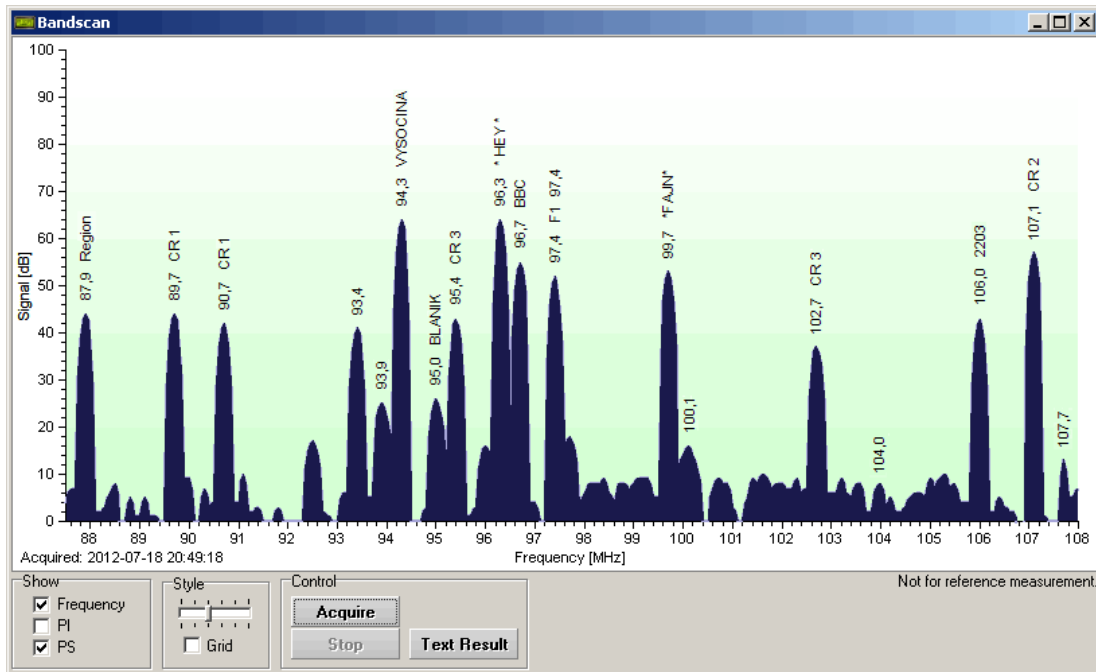 Bandscan
100
90
80
70
60
50
40
30
20
10
0
Signal [dB]
87,9 Region
89,7 CR 1
90,7 CR 1
93,4
93,9
94,3 VYSOCINA
95,0 BLANIK
95,4 CR 3
96,3 * HEY *
96,7 BBC
97,4 F1 97,4
99,7 *FAJN*
100,1
102,7 CR 3
104,0
106,0 2203
107,1 CR 2
107,7
88 89 90 91 92 93 94 95 96 97 98 99 100 101 102 103 104 105 106 107 108
Acquired: 2012-07-18 20:49:18
Frequency [MHz]
Show
Frequency
PI
PS
Style
Grid
Control
Acquire
Stop
Text Result
Not for reference measurement.